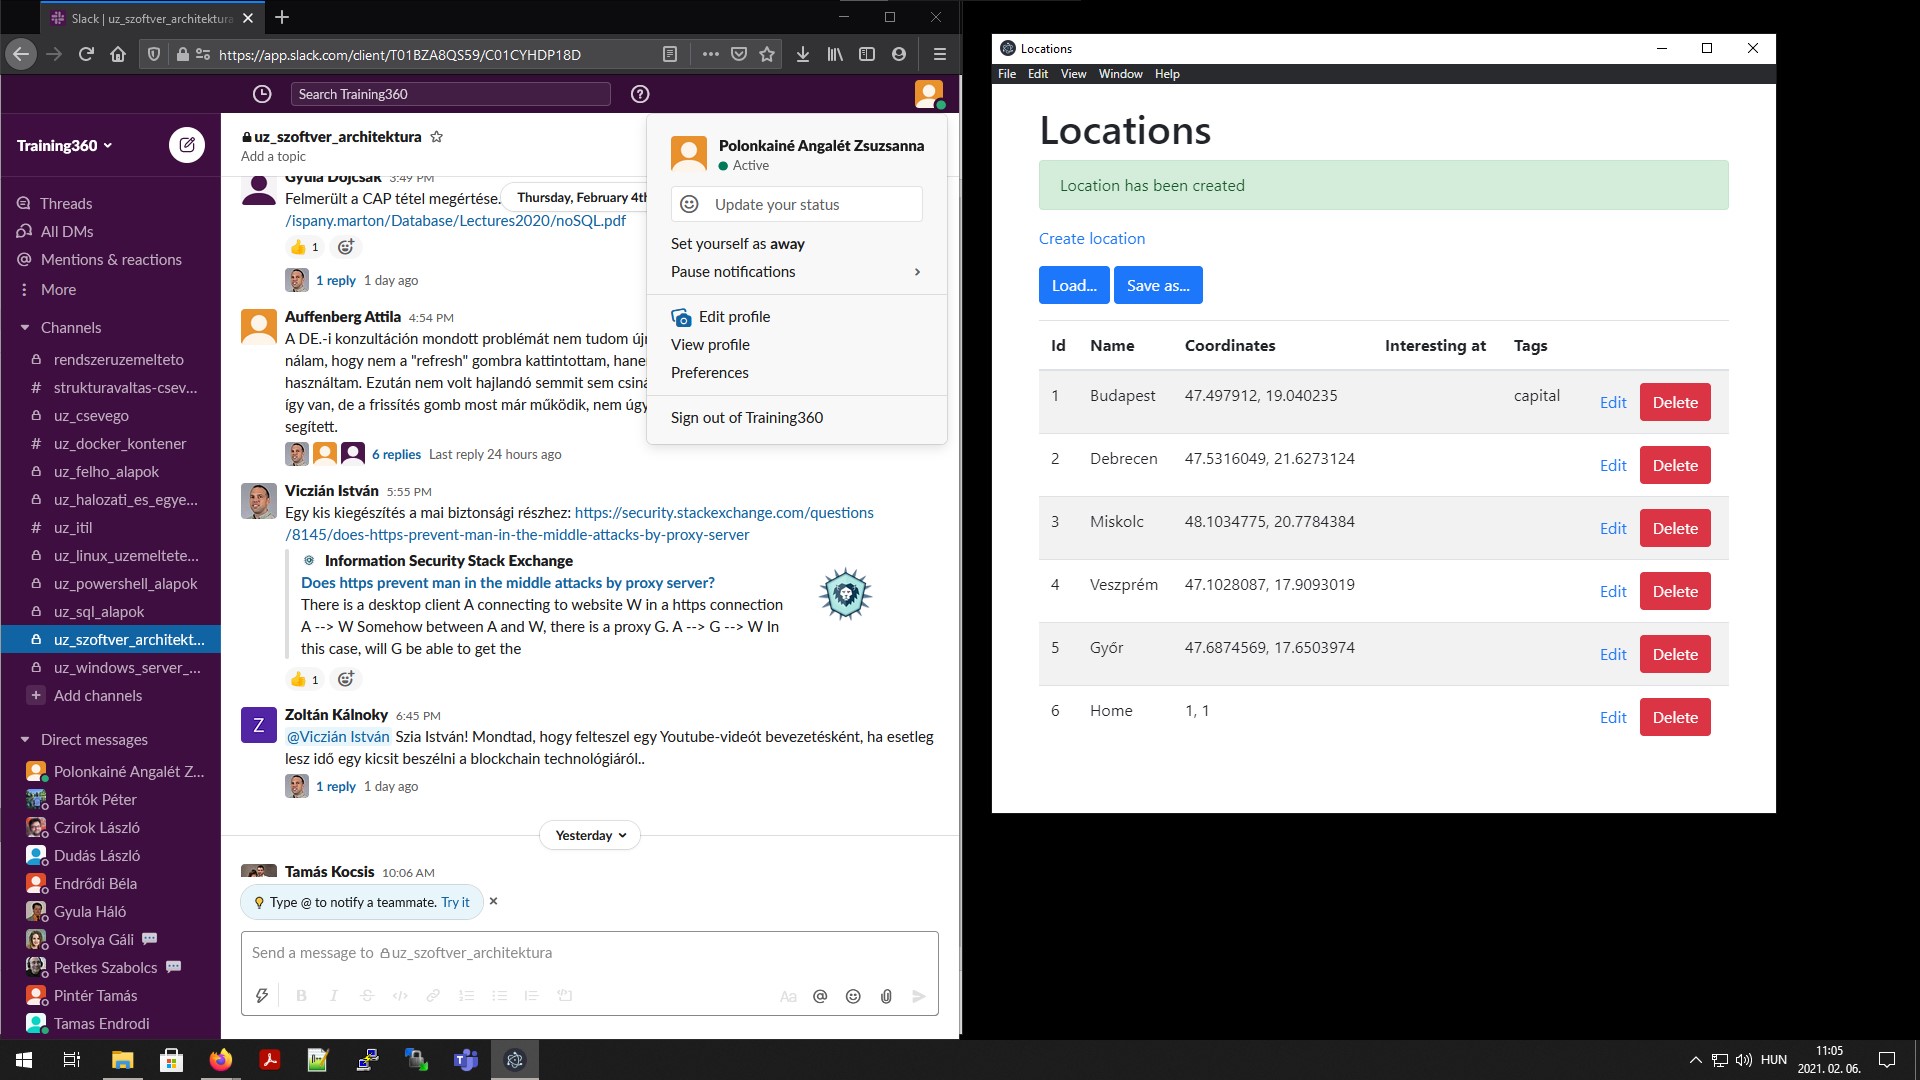 Slack | uz_szoftver_architektura
https://app.slack.com/client/T01BZA8QS59/C01CYHDP18D
Search Training360
Training360
Threads
All DMs
Mentions & reactions
More
Channels
rendszeruzemelteto
strukturavaltas-csev...
uz_csevego
uz_docker_kontener
uz_felho_alapok
uz_halozati_es_egye...
uz_itil
uz_linux_uzemeltete...
uz_powershell_alapok
uz_sql_alapok
uz_szoftver_architekt...
uz_windows_server_...
Add channels
Direct messages
Polonkainé Angalét Z...
Bartók Péter
Czirok László
Dudás László
Endrődi Béla
Gyula Háló
Orsolya Gáli
Petkes Szabolcs
Pintér Tamás
Tamas Endrodi
uz_szoftver_architektura
Add a topic
Gyula Dojcsák 3:49 PM
Thursday, February 4th
Felmerült a CAP tétel megértése.
/ispany.marton/Database/Lectures2020/noSQL.pdf
1
1 reply 1 day ago
Auffenberg Attila 4:54 PM
A DE.-i konzultáción mondott problémát nem tudom újr
nálam, hogy nem a "refresh" gombra kattintottam, hane
használtam. Ezután nem volt hajlandó semmit sem csiná
így van, de a frissítés gomb most már működik, nem úgy
segített.
6 replies Last reply 24 hours ago
Viczián István 5:55 PM
Egy kis kiegészítés a mai biztonsági részhez: https://security.stackexchange.com/questions
/8145/does-https-prevent-man-in-the-middle-attacks-by-proxy-server
Information Security Stack Exchange
Does https prevent man in the middle attacks by proxy server?
There is a desktop client A connecting to website W in a https connection
A --> W Somehow between A and W, there is a proxy G. A --> G --> W In
this case, will G be able to get the
1
Z
Zoltán Kálnoky 6:45 PM
@Viczián István Szia István! Mondtad, hogy felteszel egy Youtube-videót bevezetésként, ha esetleg
lesz idő egy kicsit beszélni a blockchain technológiáról..
1 reply 1 day ago
Yesterday
Tamás Kocsis 10:06 AM
Type @ to notify a teammate. Try it
Send a message to uz_szoftver_architektura
B I S Aa @
Polonkainé Angalét Zsuzsanna
Active
Update your status
Set yourself as away
Pause notifications
Edit profile
View profile
Preferences
Sign out of Training360
Locations
File Edit View Window Help
Locations
Location has been created
Create location
Load... Save as...
Id Name Coordinates Interesting at Tags
1 Budapest 47.497912, 19.040235 capital Edit Delete
2 Debrecen 47.5316049, 21.6273124 Edit Delete
3 Miskolc 48.1034775, 20.7784384 Edit Delete
4 Veszprém 47.1028087, 17.9093019 Edit Delete
5 Győr 47.6874569, 17.6503974 Edit Delete
6 Home 1, 1 Edit Delete
HUN
11:05
2021. 02. 06.